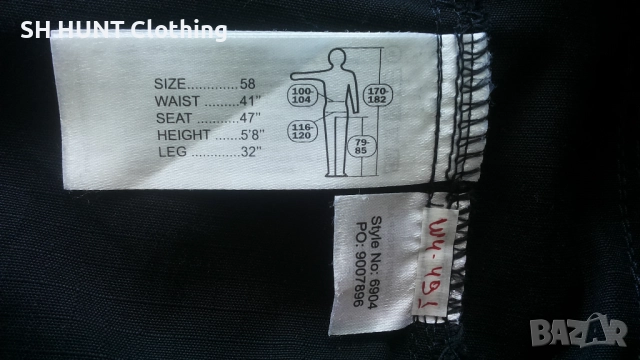 SH.HUNT Clothing
SIZE.............. 58
WAIST ......... 41"
SEAT ........... 47"
HEIGHT ....... 5'8"
LEG ............. 32"
100-
104
170-
182
116-
120
79-
85
Style No: 6904
PO: 9007896
BAZAR